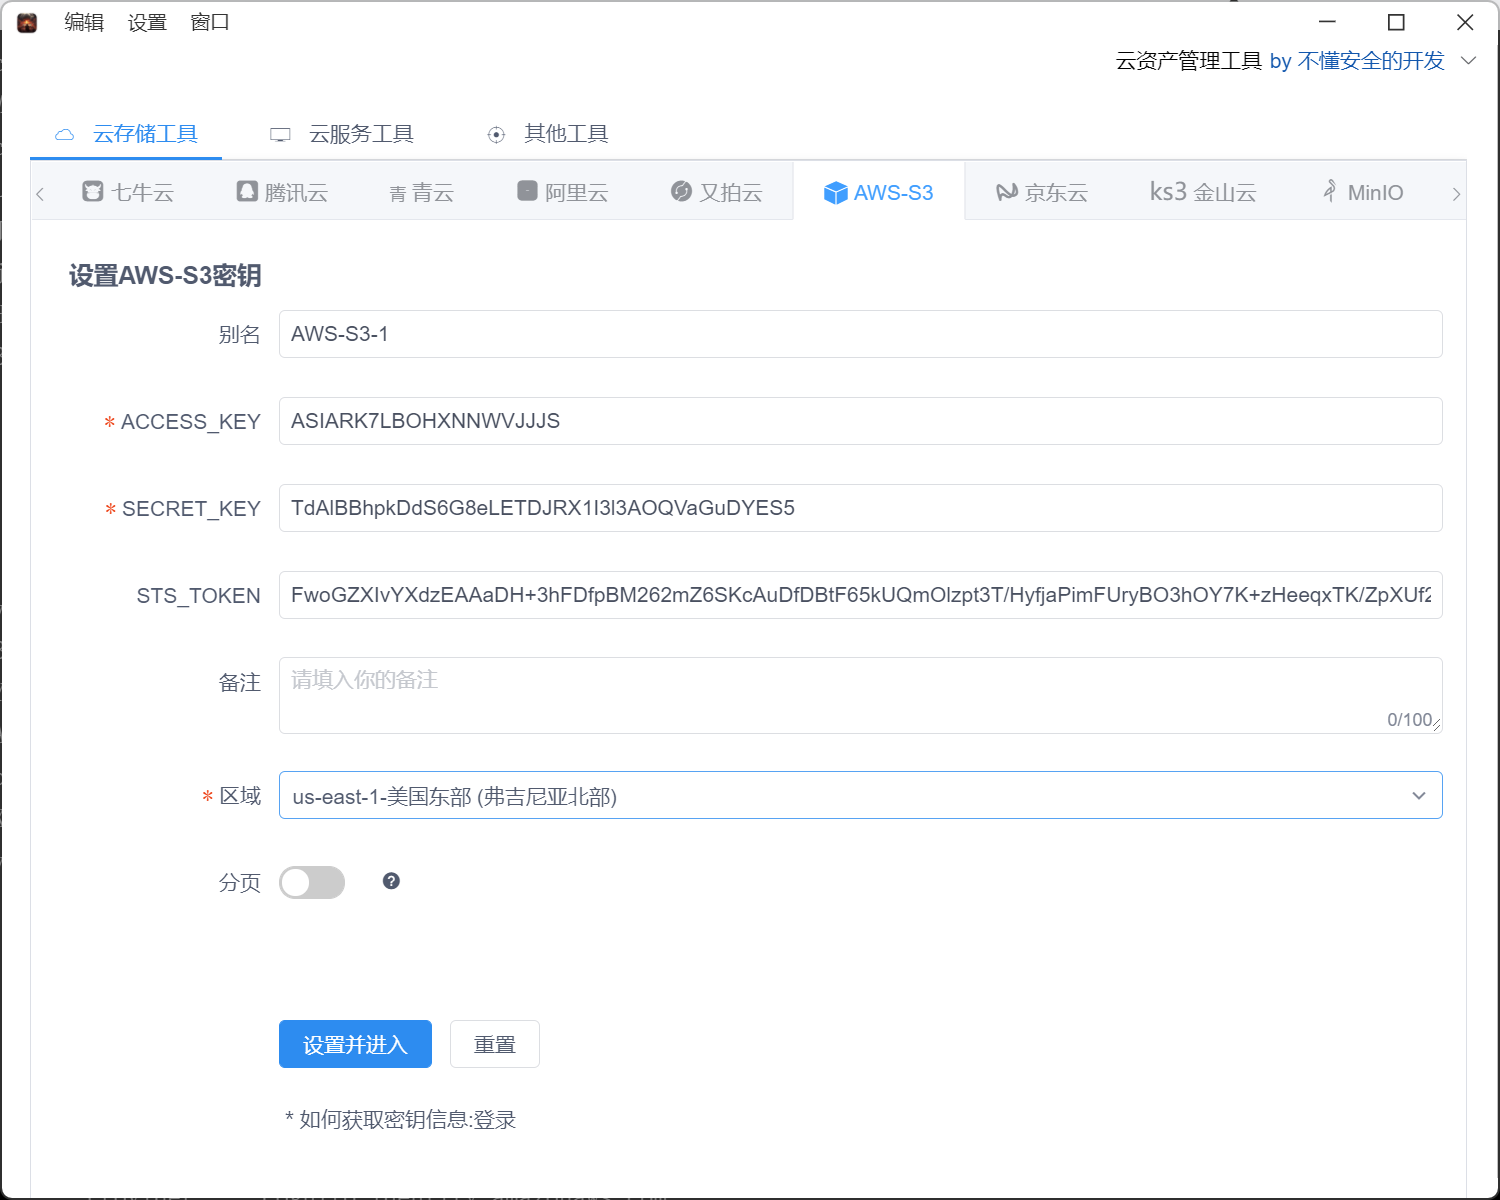 编辑 设置 窗口
云资产管理工具 by 不懂安全的开发
云存储工具 云服务工具 其他工具
七牛云 腾讯云 青 青云 阿里云 又拍云 AWS-S3 京东云 ks3 金山云 MinIO
设置AWS-S3密钥
别名 AWS-S3-1
* ACCESS_KEY ASIARK7LBOHXNNWVJJJS
* SECRET_KEY TdAlBBhpkDdS6G8eLETDJRX1I3l3AOQVaGuDYES5
STS_TOKEN FwoGZXIvYXdzEAAaDH+3hFDfpBM262mZ6SKcAuDfDBtF65kUQmOlzpt3T/HyfjaPimFUryBO3hOY7K+zHeeqxTK/ZpXUf2
备注 请填入你的备注
0/100
* 区域 us-east-1-美国东部 (弗吉尼亚北部)
分页 ?
设置并进入 重置
* 如何获取密钥信息:登录